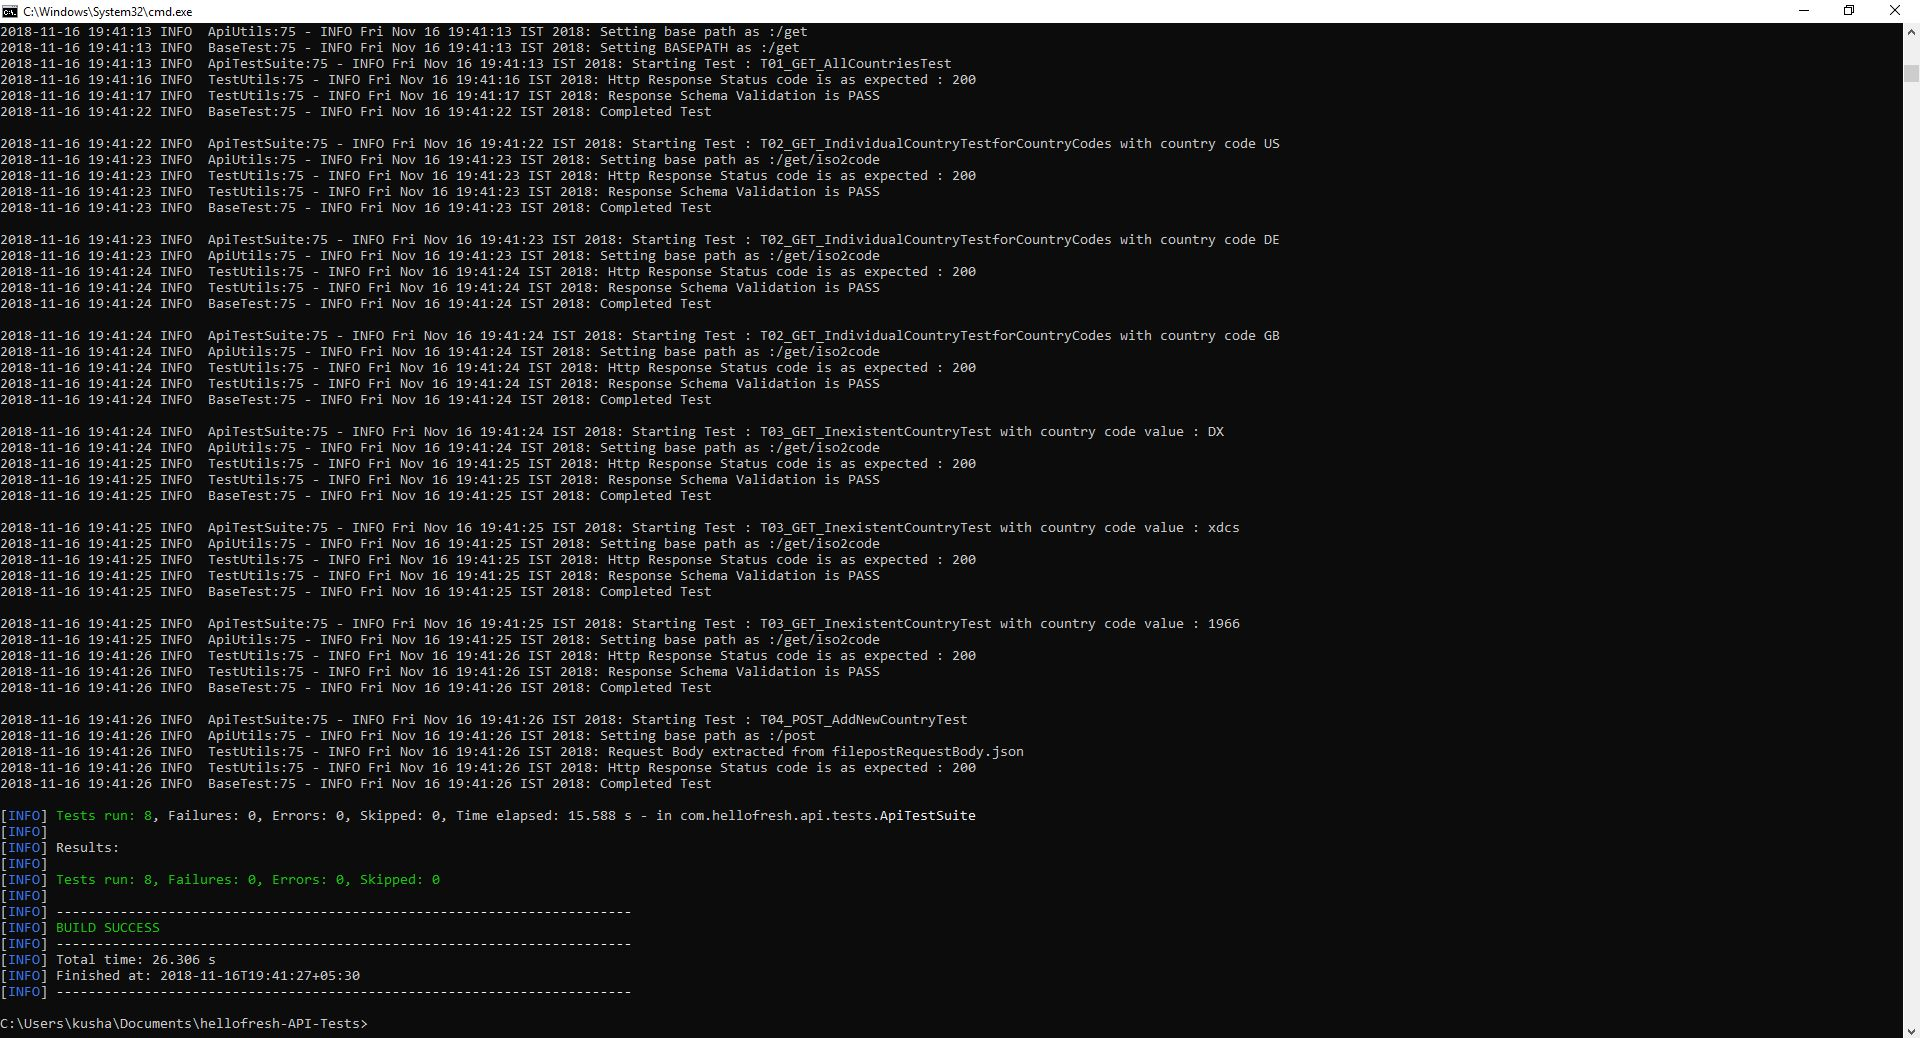 C:\Windows\System32\cmd.exe
2018-11-16 19:41:13 INFO  ApiUtils:75 - INFO Fri Nov 16 19:41:13 IST 2018: Setting base path as :/get
2018-11-16 19:41:13 INFO  BaseTest:75 - INFO Fri Nov 16 19:41:13 IST 2018: Setting BASEPATH as :/get
2018-11-16 19:41:13 INFO  ApiTestSuite:75 - INFO Fri Nov 16 19:41:13 IST 2018: Starting Test : T01_GET_AllCountriesTest
2018-11-16 19:41:16 INFO  TestUtils:75 - INFO Fri Nov 16 19:41:16 IST 2018: Http Response Status code is as expected : 200
2018-11-16 19:41:17 INFO  TestUtils:75 - INFO Fri Nov 16 19:41:17 IST 2018: Response Schema Validation is PASS
2018-11-16 19:41:22 INFO  BaseTest:75 - INFO Fri Nov 16 19:41:22 IST 2018: Completed Test
2018-11-16 19:41:22 INFO  ApiTestSuite:75 - INFO Fri Nov 16 19:41:22 IST 2018: Starting Test : T02_GET_IndividualCountryTestforCountryCodes with country code US
2018-11-16 19:41:23 INFO  ApiUtils:75 - INFO Fri Nov 16 19:41:23 IST 2018: Setting base path as :/get/iso2code
2018-11-16 19:41:23 INFO  TestUtils:75 - INFO Fri Nov 16 19:41:23 IST 2018: Http Response Status code is as expected : 200
2018-11-16 19:41:23 INFO  TestUtils:75 - INFO Fri Nov 16 19:41:23 IST 2018: Response Schema Validation is PASS
2018-11-16 19:41:23 INFO  BaseTest:75 - INFO Fri Nov 16 19:41:23 IST 2018: Completed Test
2018-11-16 19:41:23 INFO  ApiTestSuite:75 - INFO Fri Nov 16 19:41:23 IST 2018: Starting Test : T02_GET_IndividualCountryTestforCountryCodes with country code DE
2018-11-16 19:41:23 INFO  ApiUtils:75 - INFO Fri Nov 16 19:41:23 IST 2018: Setting base path as :/get/iso2code
2018-11-16 19:41:24 INFO  TestUtils:75 - INFO Fri Nov 16 19:41:24 IST 2018: Http Response Status code is as expected : 200
2018-11-16 19:41:24 INFO  TestUtils:75 - INFO Fri Nov 16 19:41:24 IST 2018: Response Schema Validation is PASS
2018-11-16 19:41:24 INFO  BaseTest:75 - INFO Fri Nov 16 19:41:24 IST 2018: Completed Test
2018-11-16 19:41:24 INFO  ApiTestSuite:75 - INFO Fri Nov 16 19:41:24 IST 2018: Starting Test : T02_GET_IndividualCountryTestforCountryCodes with country code GB
2018-11-16 19:41:24 INFO  ApiUtils:75 - INFO Fri Nov 16 19:41:24 IST 2018: Setting base path as :/get/iso2code
2018-11-16 19:41:24 INFO  TestUtils:75 - INFO Fri Nov 16 19:41:24 IST 2018: Http Response Status code is as expected : 200
2018-11-16 19:41:24 INFO  TestUtils:75 - INFO Fri Nov 16 19:41:24 IST 2018: Response Schema Validation is PASS
2018-11-16 19:41:24 INFO  BaseTest:75 - INFO Fri Nov 16 19:41:24 IST 2018: Completed Test
2018-11-16 19:41:24 INFO  ApiTestSuite:75 - INFO Fri Nov 16 19:41:24 IST 2018: Starting Test : T03_GET_InexistentCountryTest with country code value : DX
2018-11-16 19:41:24 INFO  ApiUtils:75 - INFO Fri Nov 16 19:41:24 IST 2018: Setting base path as :/get/iso2code
2018-11-16 19:41:25 INFO  TestUtils:75 - INFO Fri Nov 16 19:41:25 IST 2018: Http Response Status code is as expected : 200
2018-11-16 19:41:25 INFO  TestUtils:75 - INFO Fri Nov 16 19:41:25 IST 2018: Response Schema Validation is PASS
2018-11-16 19:41:25 INFO  BaseTest:75 - INFO Fri Nov 16 19:41:25 IST 2018: Completed Test
2018-11-16 19:41:25 INFO  ApiTestSuite:75 - INFO Fri Nov 16 19:41:25 IST 2018: Starting Test : T03_GET_InexistentCountryTest with country code value : xdcs
2018-11-16 19:41:25 INFO  ApiUtils:75 - INFO Fri Nov 16 19:41:25 IST 2018: Setting base path as :/get/iso2code
2018-11-16 19:41:25 INFO  TestUtils:75 - INFO Fri Nov 16 19:41:25 IST 2018: Http Response Status code is as expected : 200
2018-11-16 19:41:25 INFO  TestUtils:75 - INFO Fri Nov 16 19:41:25 IST 2018: Response Schema Validation is PASS
2018-11-16 19:41:25 INFO  BaseTest:75 - INFO Fri Nov 16 19:41:25 IST 2018: Completed Test
2018-11-16 19:41:25 INFO  ApiTestSuite:75 - INFO Fri Nov 16 19:41:25 IST 2018: Starting Test : T03_GET_InexistentCountryTest with country code value : 1966
2018-11-16 19:41:25 INFO  ApiUtils:75 - INFO Fri Nov 16 19:41:25 IST 2018: Setting base path as :/get/iso2code
2018-11-16 19:41:26 INFO  TestUtils:75 - INFO Fri Nov 16 19:41:26 IST 2018: Http Response Status code is as expected : 200
2018-11-16 19:41:26 INFO  TestUtils:75 - INFO Fri Nov 16 19:41:26 IST 2018: Response Schema Validation is PASS
2018-11-16 19:41:26 INFO  BaseTest:75 - INFO Fri Nov 16 19:41:26 IST 2018: Completed Test
2018-11-16 19:41:26 INFO  ApiTestSuite:75 - INFO Fri Nov 16 19:41:26 IST 2018: Starting Test : T04_POST_AddNewCountryTest
2018-11-16 19:41:26 INFO  ApiUtils:75 - INFO Fri Nov 16 19:41:26 IST 2018: Setting base path as :/post
2018-11-16 19:41:26 INFO  TestUtils:75 - INFO Fri Nov 16 19:41:26 IST 2018: Request Body extracted from filepostRequestBody.json
2018-11-16 19:41:26 INFO  TestUtils:75 - INFO Fri Nov 16 19:41:26 IST 2018: Http Response Status code is as expected : 200
2018-11-16 19:41:26 INFO  BaseTest:75 - INFO Fri Nov 16 19:41:26 IST 2018: Completed Test
[INFO] Tests run: 8, Failures: 0, Errors: 0, Skipped: 0, Time elapsed: 15.588 s - in com.hellofresh.api.tests.ApiTestSuite
[INFO]
[INFO] Results:
[INFO]
[INFO] Tests run: 8, Failures: 0, Errors: 0, Skipped: 0
[INFO]
[INFO] ------------------------------------------------------------------------
[INFO] BUILD SUCCESS
[INFO] ------------------------------------------------------------------------
[INFO] Total time: 26.306 s
[INFO] Finished at: 2018-11-16T19:41:27+05:30
[INFO] ------------------------------------------------------------------------
C:\Users\kusha\Documents\hellofresh-API-Tests>